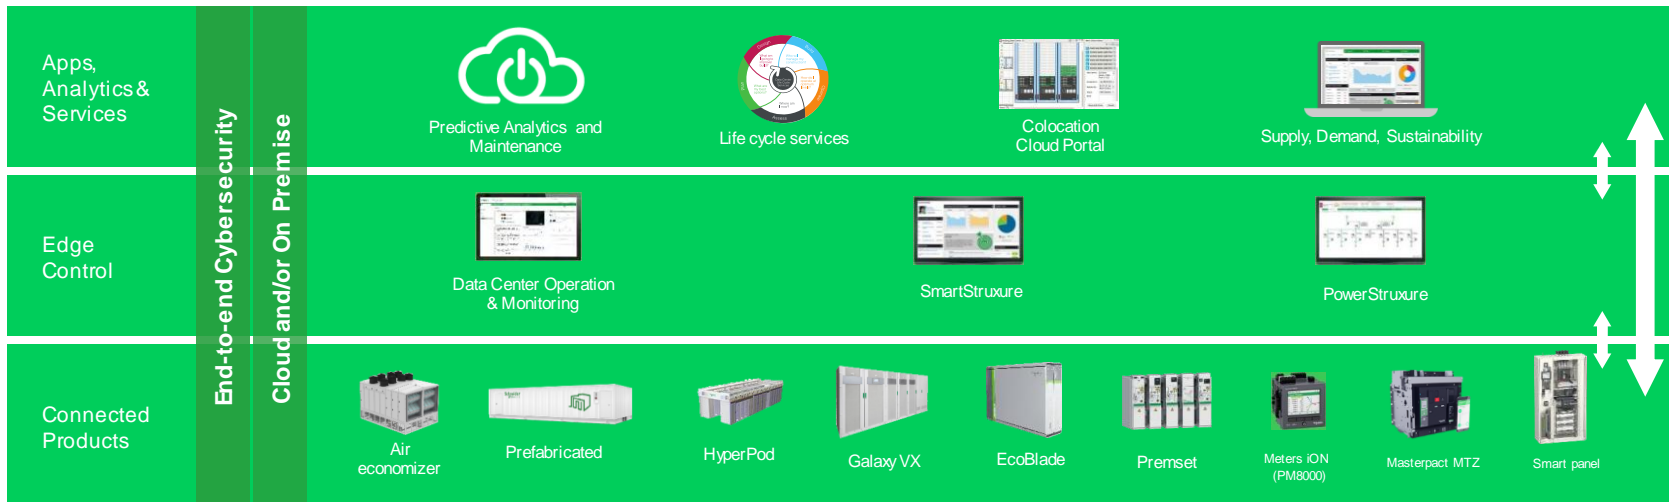 Apps,
Analytics &
Services
End-to-end Cybersecurity
Cloud and/or On Premise
Predictive Analytics and
Maintenance
Life cycle services
Colocation
Cloud Portal
Supply, Demand, Sustainability
Edge
Control
Data Center Operation
& Monitoring
SmartStruxure
PowerStruxure
Connected
Products
Air
economizer
Prefabricated
HyperPod
Galaxy VX
EcoBlade
Premset
Meters iON
(PM8000)
Masterpact MTZ
Smart panel